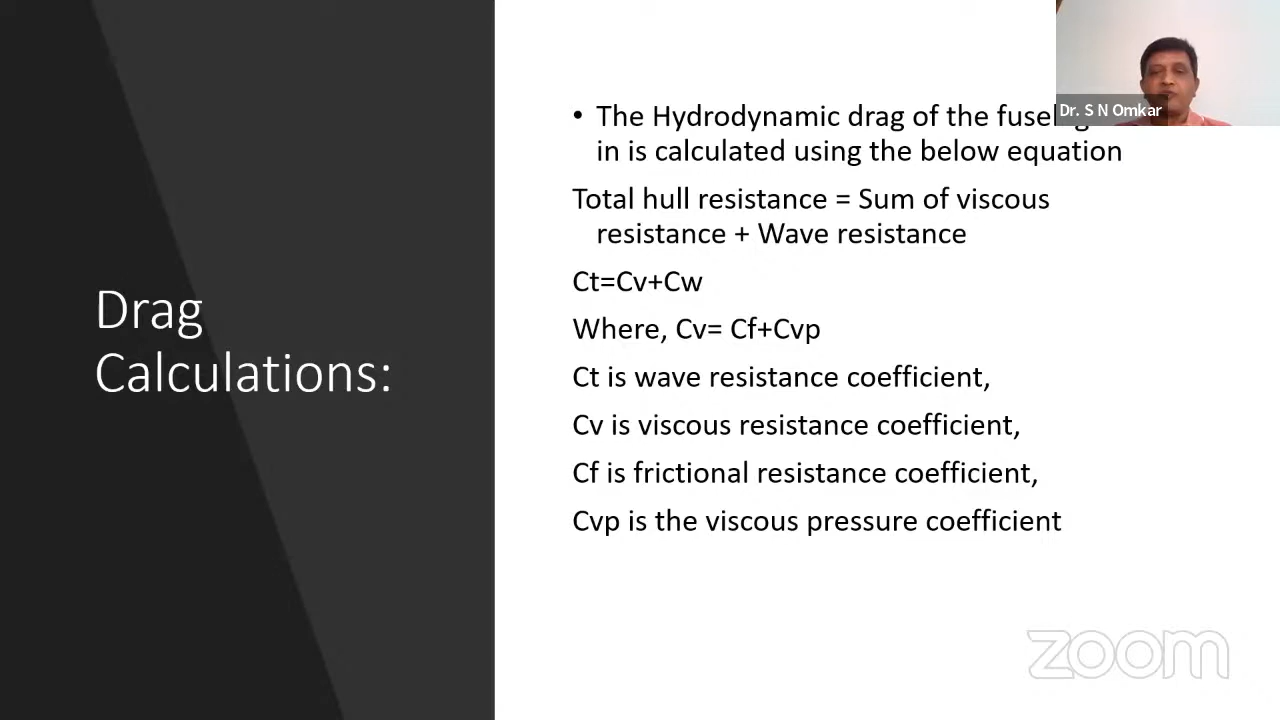 Dr. S N Omkar
Drag
Calculations:
• The Hydrodynamic drag of the
in is calculated using the below equation
Total hull resistance = Sum of viscous
resistance + Wave resistance
Ct=Cv+Cw
Where, Cv= Cf+Cvp
Ct is wave resistance coefficient,
Cv is viscous resistance coefficient,
Cf is frictional resistance coefficient,
Cvp is the viscous pressure coefficient
zoom